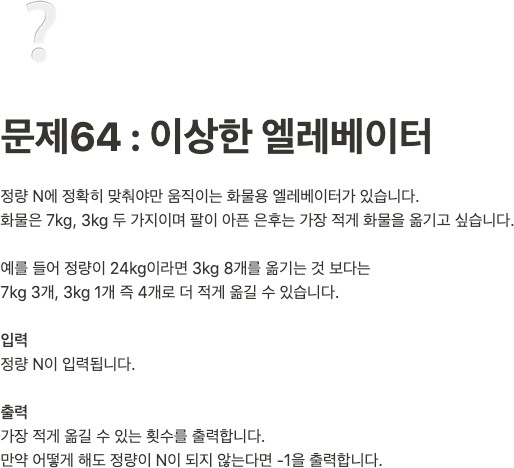 ?
문제64 : 이상한 엘레베이터
정량 N에 정확히 맞춰야만 움직이는 화물용 엘레베이터가 있습니다.
화물은 7kg, 3kg 두 가지이며 팔이 아픈 은후는 가장 적게 화물을 옮기고 싶습니다.
예를 들어 정량이 24kg이라면 3kg 8개를 옮기는 것 보다는
7kg 3개, 3kg 1개 즉 4개로 더 적게 옮길 수 있습니다.
입력
정량 N이 입력됩니다.
출력
가장 적게 옮길 수 있는 횟수를 출력합니다.
만약 어떻게 해도 정량이 N이 되지 않는다면 -1을 출력합니다.